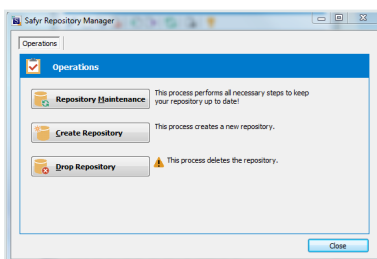 Safyr Repository Manager
Operations
Operations
Repository Maintenance
This process performs all necessary steps to keep
your repository up to date!
Create Repository
This process creates a new repository.
Drop Repository
This process deletes the repository.
Close